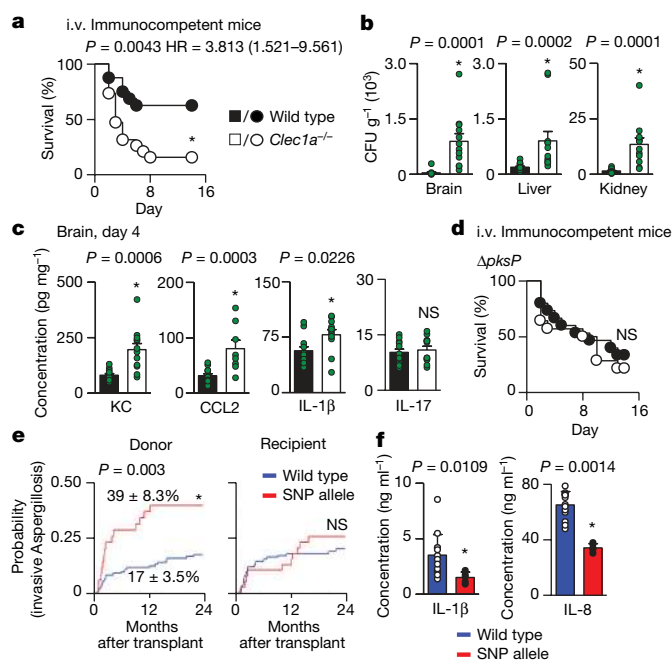 a i.v. Immunocompetent mice
P = 0.0043 HR = 3.813 (1.521–9.561)
Survival (%)
100
50
0
0 8 16
Day
*
■/● Wild type
□/○ Clec1a−/−
b
P = 0.0001 P = 0.0002 P = 0.0001
CFU g−1 (10³)
3.0
1.5
0
*
Brain
3.0
1.5
0
*
Liver
40
20
0
*
Kidney
c Brain, day 4
P = 0.0006 P = 0.0003 P = 0.0226
Concentration (pg mg−1)
500
250
0
*
KC
200
100
0
*
CCL2
150
75
0
*
IL-1β
30
15
0
NS
IL-17
d i.v. Immunocompetent mice
ΔpksP
Survival (%)
100
50
0
NS
0 8 16
Day
e
Donor Recipient
Probability
(invasive Aspergillosis)
0.50
0.25
0
P = 0.003
39 ± 8.3%
*
17 ± 3.5%
0 12 24
Months
after transplant
Wild type
SNP allele
NS
0 12 24
Months
after transplant
f
P = 0.0109 P = 0.0014
Concentration (ng ml−1)
10
5
0
*
IL-1β
Concentration (ng ml−1)
80
40
0
*
IL-8
Wild type
SNP allele